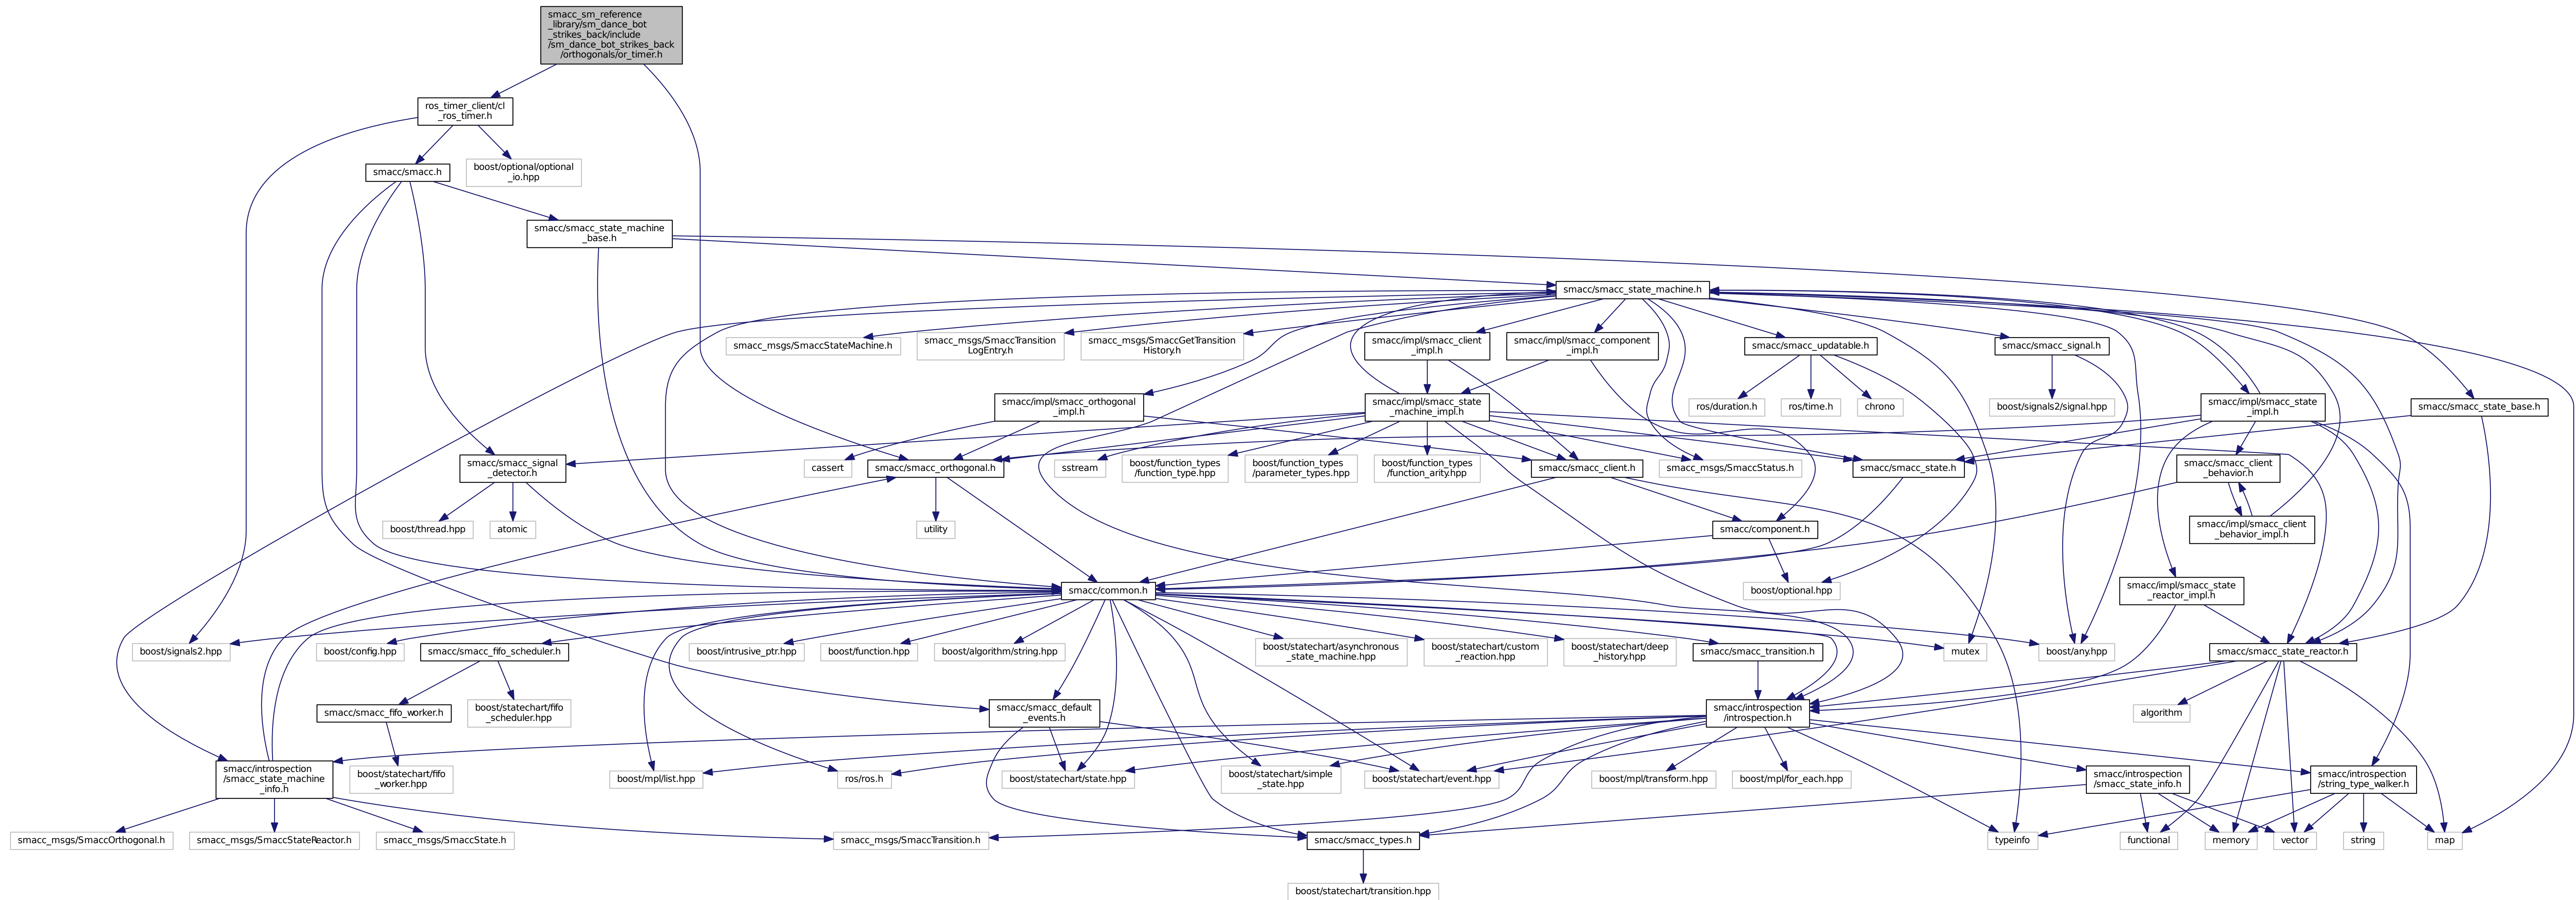 smacc_sm_reference
_library/sm_dance_bot
_strikes_back/include
/sm_dance_bot_strikes_back
/orthogonals/or_timer.h
ros_timer_client/cl
_ros_timer.h
smacc/smacc.h
boost/optional/optional
_io.hpp
smacc/smacc_state_machine
_base.h
smacc/smacc_state_machine.h
smacc_msgs/SmaccStateMachine.h
smacc_msgs/SmaccTransition
LogEntry.h
smacc_msgs/SmaccGetTransition
History.h
smacc/impl/smacc_client
_impl.h
smacc/impl/smacc_component
_impl.h
smacc/smacc_updatable.h
smacc/smacc_signal.h
smacc/impl/smacc_orthogonal
_impl.h
smacc/impl/smacc_state
_machine_impl.h
ros/duration.h
ros/time.h
chrono
boost/signals2/signal.hpp
smacc/impl/smacc_state
_impl.h
smacc/smacc_state_base.h
smacc/smacc_signal
_detector.h
cassert
smacc/smacc_orthogonal.h
sstream
boost/function_types
/function_type.hpp
boost/function_types
/parameter_types.hpp
boost/function_types
/function_arity.hpp
smacc/smacc_client.h
smacc_msgs/SmaccStatus.h
smacc/smacc_state.h
smacc/smacc_client
_behavior.h
boost/thread.hpp
atomic
utility
smacc/component.h
smacc/impl/smacc_client
_behavior_impl.h
smacc/common.h
boost/optional.hpp
smacc/impl/smacc_state
_reactor_impl.h
boost/signals2.hpp
boost/config.hpp
smacc/smacc_fifo_scheduler.h
boost/intrusive_ptr.hpp
boost/function.hpp
boost/algorithm/string.hpp
boost/statechart/asynchronous
_state_machine.hpp
boost/statechart/custom
_reaction.hpp
boost/statechart/deep
_history.hpp
smacc/smacc_transition.h
mutex
boost/any.hpp
smacc/smacc_state_reactor.h
smacc/smacc_fifo_worker.h
boost/statechart/fifo
_scheduler.hpp
smacc/smacc_default
_events.h
smacc/introspection
/introspection.h
algorithm
smacc/introspection
/smacc_state_machine
_info.h
boost/statechart/fifo
_worker.hpp
boost/mpl/list.hpp
ros/ros.h
boost/statechart/state.hpp
boost/statechart/simple
_state.hpp
boost/statechart/event.hpp
boost/mpl/transform.hpp
boost/mpl/for_each.hpp
smacc/introspection
/smacc_state_info.h
smacc/introspection
/string_type_walker.h
smacc_msgs/SmaccOrthogonal.h
smacc_msgs/SmaccStateReactor.h
smacc_msgs/SmaccState.h
smacc_msgs/SmaccTransition.h
smacc/smacc_types.h
typeinfo
functional
memory
vector
string
map
boost/statechart/transition.hpp